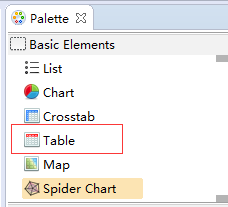 Palette
Basic Elements
List
Chart
Crosstab
Table
Map
Spider Chart